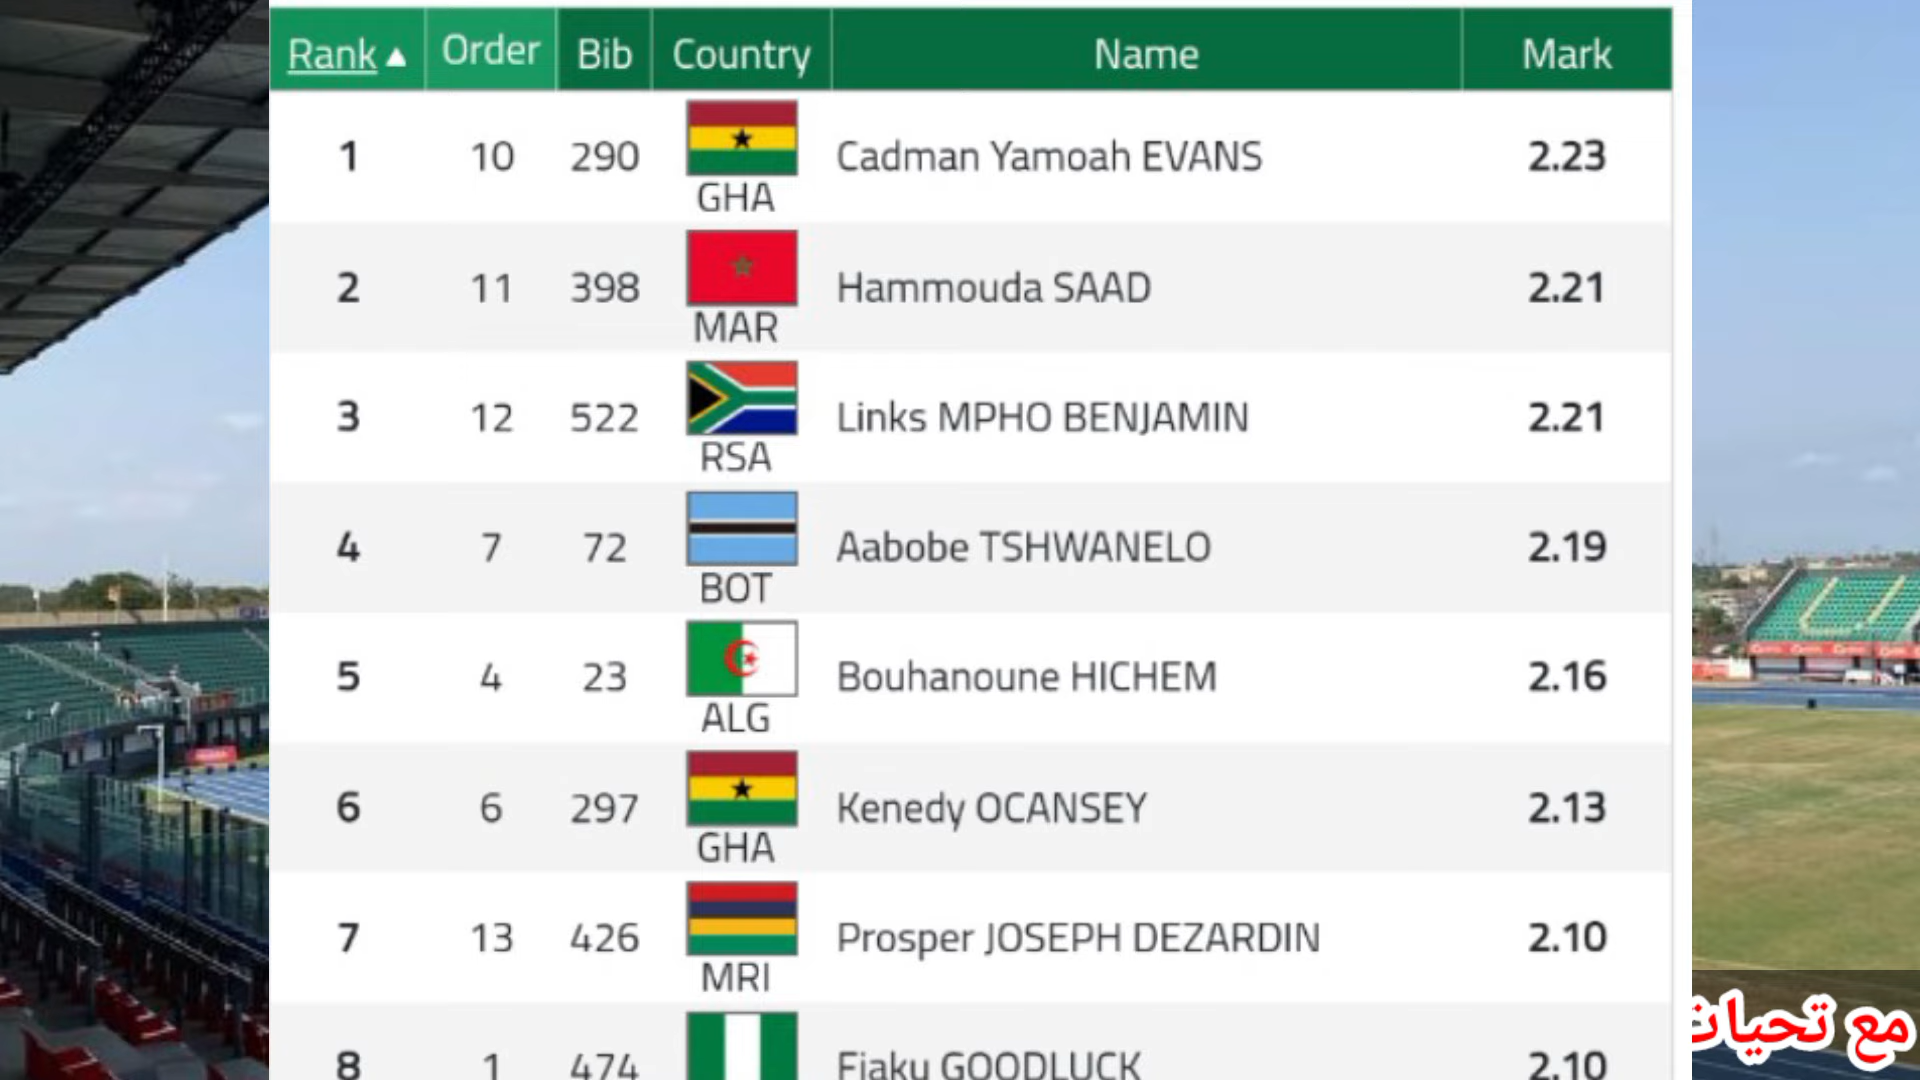 Rank ▲ Order Bib Country Name Mark
1 10 290 GHA Cadman Yamoah EVANS 2.23
2 11 398 MAR Hammouda SAAD 2.21
3 12 522 RSA Links MPHO BENJAMIN 2.21
4 7 72 BOT Aabobe TSHWANELO 2.19
5 4 23 ALG Bouhanoune HICHEM 2.16
6 6 297 GHA Kenedy OCANSEY 2.13
7 13 426 MRI Prosper JOSEPH DEZARDIN 2.10
8 1 474 Fiaku GOODLUCK 2.10
مع تحيات